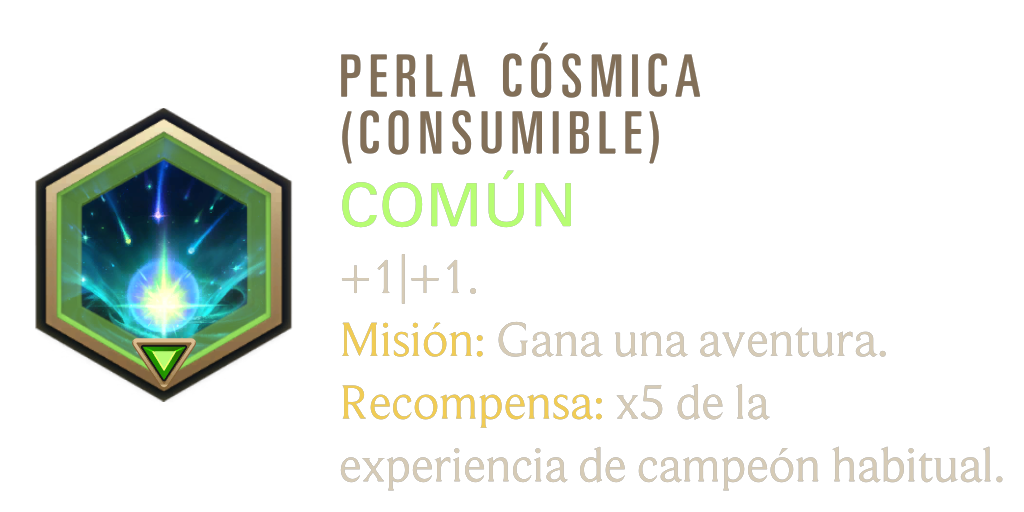 PERLA CÓSMICA
(CONSUMIBLE)
COMÚN
+1|+1.
Misión: Gana una aventura.
Recompensa: x5 de la
experiencia de campeón habitual.